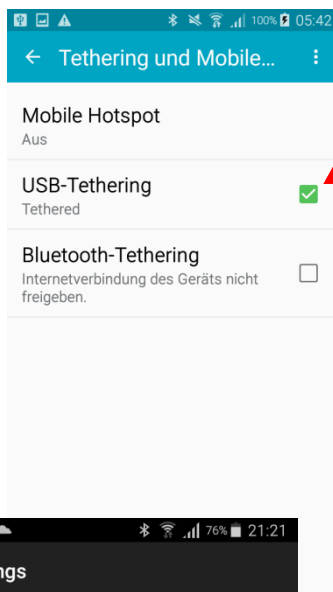 100% 05:42
Tethering und Mobile...
Mobile Hotspot
Aus
USB-Tethering
Tethered
Bluetooth-Tethering
Internetverbindung des Geräts nicht
freigeben.
76% 21:21
ngs